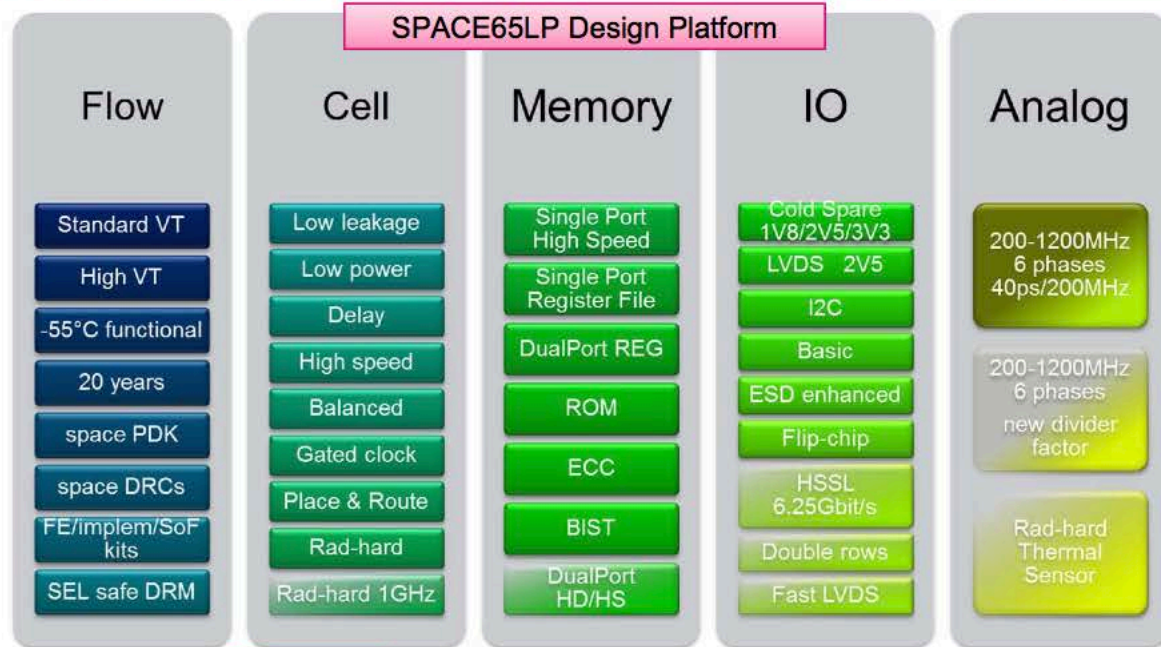 SPACE65LP Design Platform
Flow
Standard VT
High VT
-55°C functional
20 years
space PDK
space DRCs
FE/implem/SoF
kits
SEL safe DRM
Cell
Low leakage
Low power
Delay
High speed
Balanced
Gated clock
Place & Route
Rad-hard
Rad-hard 1GHz
Memory
Single Port
High Speed
Single Port
Register File
DualPort REG
ROM
ECC
BIST
DualPort
HD/HS
IO
Cold Spare
1V8/2V5/3V3
LVDS 2V5
I2C
Basic
ESD enhanced
Flip-chip
HSSL
6.25Gbit/s
Double rows
Fast LVDS
Analog
200-1200MHz
6 phases
40ps/200MHz
200-1200MHz
6 phases
new divider
factor
Rad-hard
Thermal
Sensor